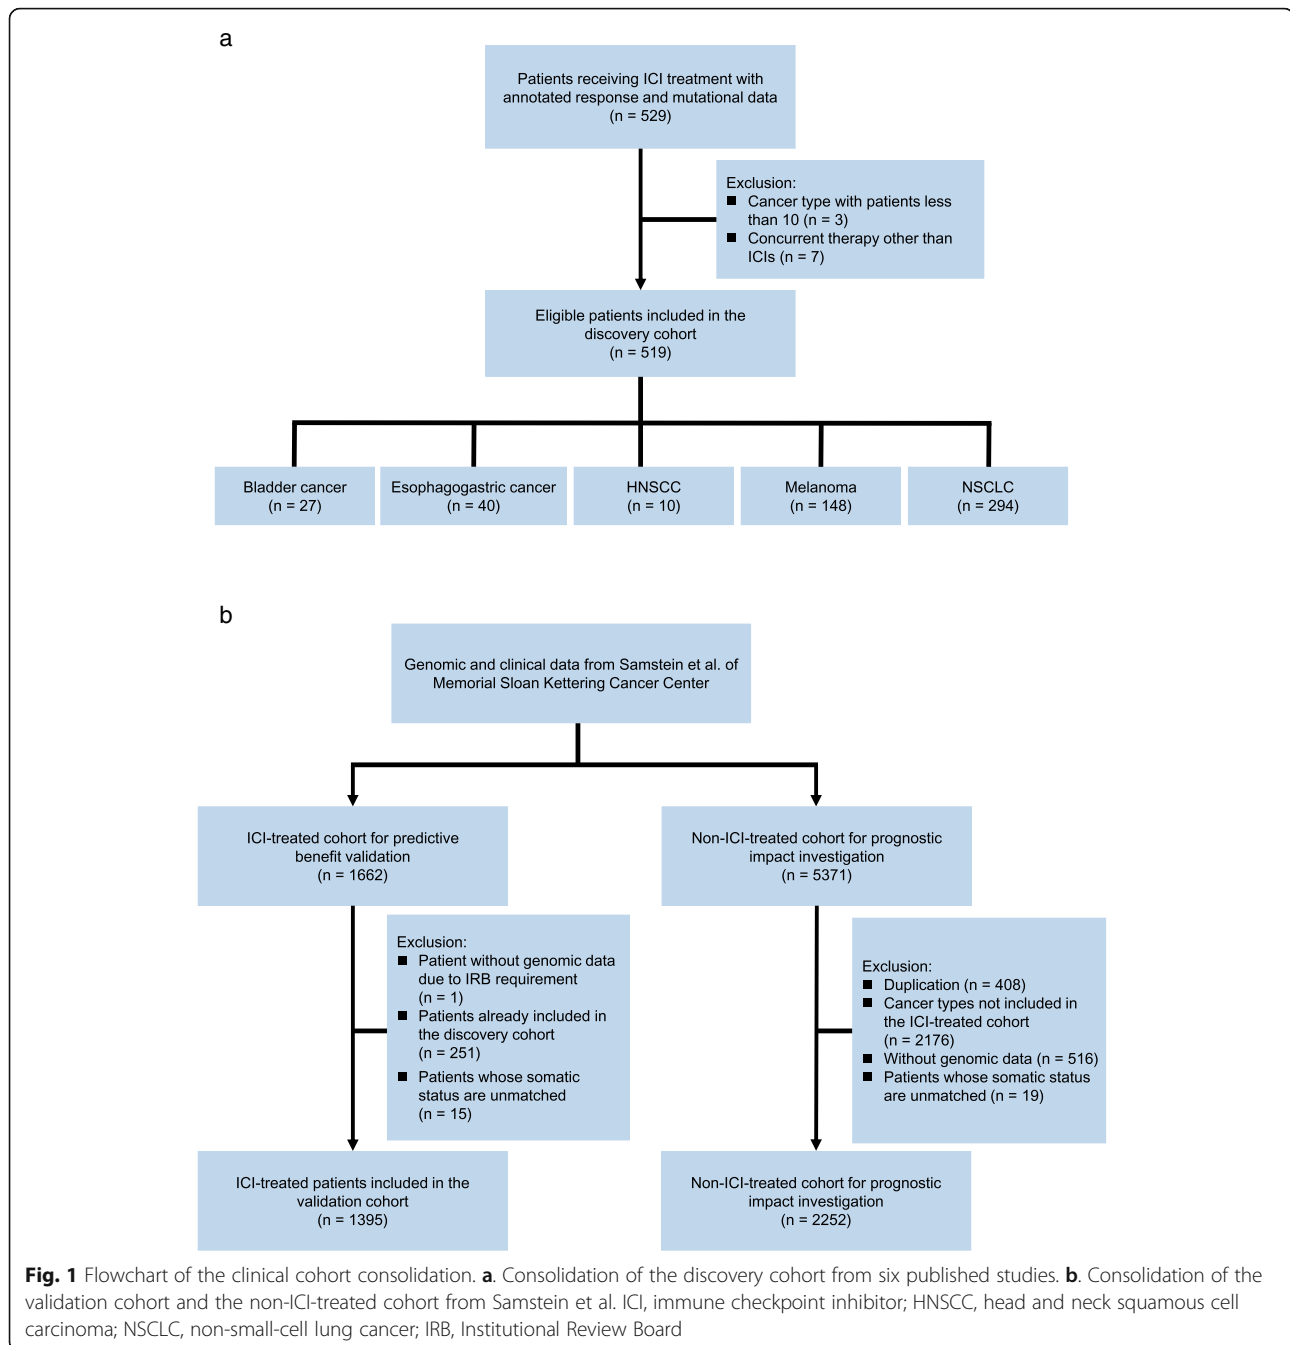 a
Patients receiving ICI treatment with
annotated response and mutational data
(n = 529)
Exclusion:
■ Cancer type with patients less
than 10 (n = 3)
■ Concurrent therapy other than
ICIs (n = 7)
Eligible patients included in the
discovery cohort
(n = 519)
Bladder cancer
(n = 27)
Esophagogastric cancer
(n = 40)
HNSCC
(n = 10)
Melanoma
(n = 148)
NSCLC
(n = 294)
b
Genomic and clinical data from Samstein et al. of
Memorial Sloan Kettering Cancer Center
ICI-treated cohort for predictive
benefit validation
(n = 1662)
Non-ICI-treated cohort for prognostic
impact investigation
(n = 5371)
Exclusion:
■ Patient without genomic data
due to IRB requirement
(n = 1)
■ Patients already included in
the discovery cohort
(n = 251)
■ Patients whose somatic
status are unmatched
(n = 15)
Exclusion:
■ Duplication (n = 408)
■ Cancer types not included in
the ICI-treated cohort
(n = 2176)
■ Without genomic data (n = 516)
■ Patients whose somatic status
are unmatched (n = 19)
ICI-treated patients included in the
validation cohort
(n = 1395)
Non-ICI-treated cohort for prognostic
impact investigation
(n = 2252)
Fig. 1 Flowchart of the clinical cohort consolidation. a. Consolidation of the discovery cohort from six published studies. b. Consolidation of the
validation cohort and the non-ICI-treated cohort from Samstein et al. ICI, immune checkpoint inhibitor; HNSCC, head and neck squamous cell
carcinoma; NSCLC, non-small-cell lung cancer; IRB, Institutional Review Board